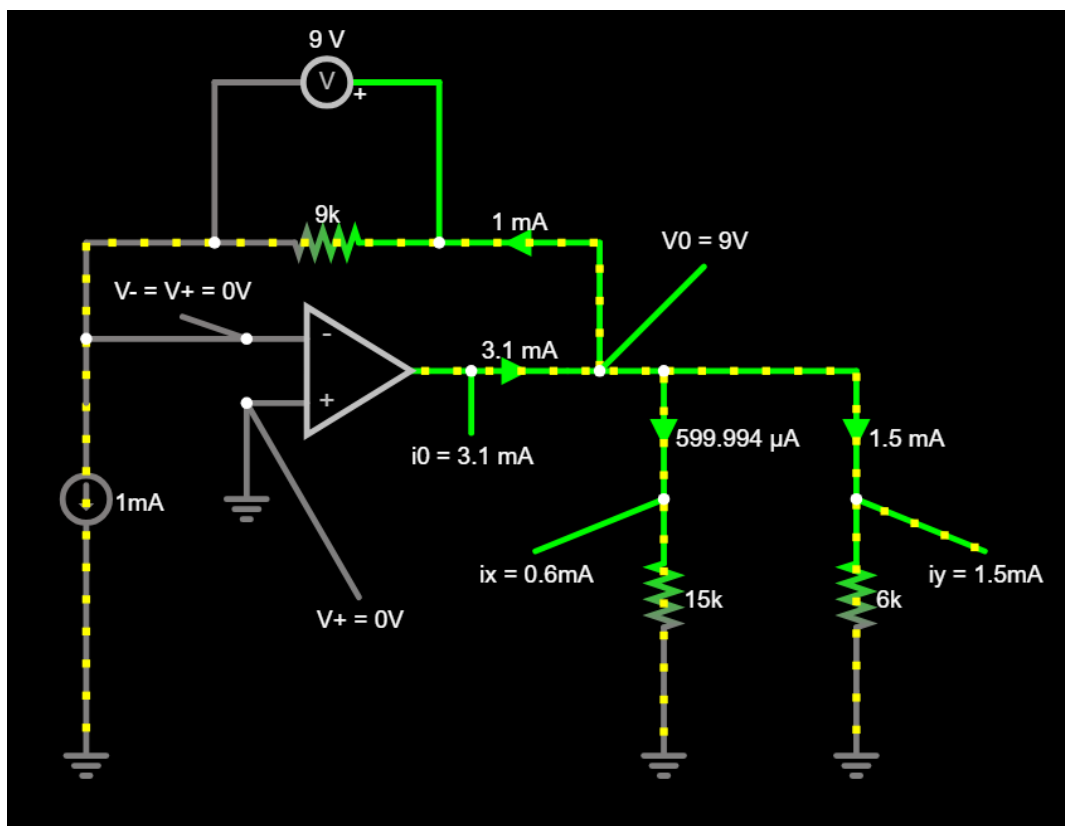 9 V
V
+
9k
1 mA
V0 = 9V
V- = V+ = 0V
-
3.1 mA
+
599.994 μA
1.5 mA
i0 = 3.1 mA
1mA
ix = 0.6mA
iy = 1.5mA
15k
6k
V+ = 0V